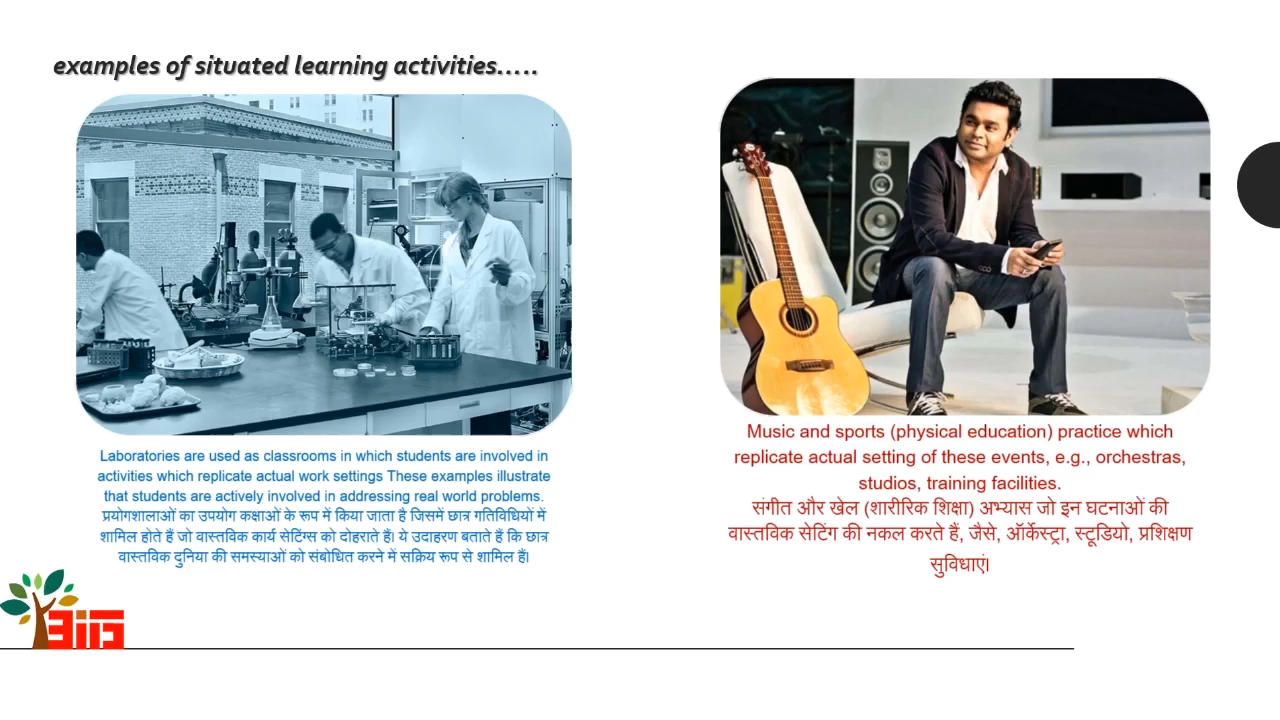 examples of situated learning activities.....
Laboratories are used as classrooms in which students are involved in
activities which replicate actual work settings These examples illustrate
that students are actively involved in addressing real world problems.
प्रयोगशालाओं का उपयोग कक्षाओं के रूप में किया जाता है जिसमें छात्र गतिविधियों में
शामिल होते हैं जो वास्तविक कार्य सेटिंग्स को दोहराते हैं। ये उदाहरण बताते हैं कि छात्र
वास्तविक दुनिया की समस्याओं को संबोधित करने में सक्रिय रूप से शामिल हैं।
Music and sports (physical education) practice which
replicate actual setting of these events, e.g., orchestras,
studios, training facilities.
संगीत और खेल (शारीरिक शिक्षा) अभ्यास जो इन घटनाओं की
वास्तविक सेटिंग की नकल करते हैं, जैसे, ऑर्केस्ट्रा, स्टूडियो, प्रशिक्षण
सुविधाएं।